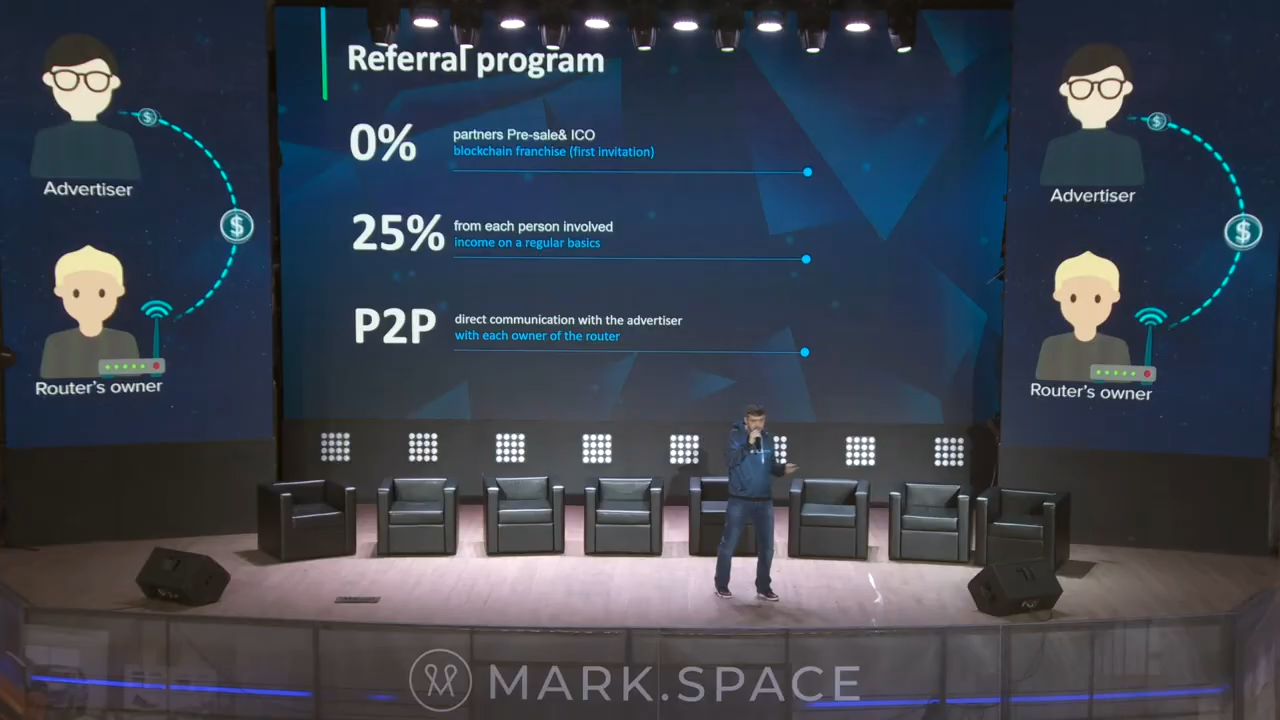 Referral program
0%
partners Pre-sale& ICO
blockchain franchise (first invitation)
25%
from each person involved
income on a regular basics
P2P
direct communication with the advertiser
with each owner of the router
Advertiser
Router's owner
Advertiser
Router's owner
MARK.SPACE